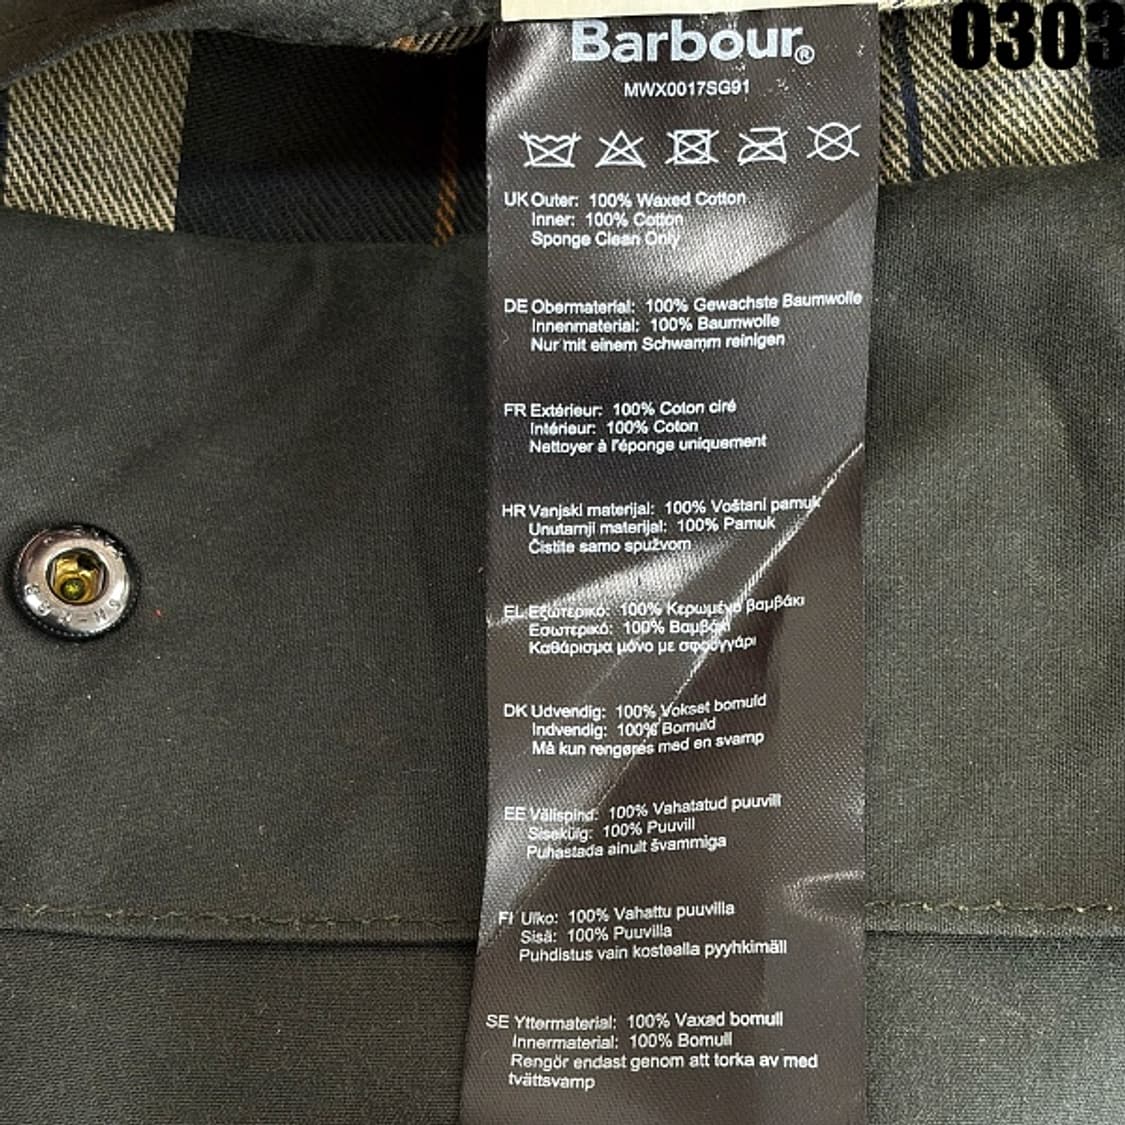 0303
Barbour®
MWX0017SG91
UK Outer: 100% Waxed Cotton
Inner: 100% Cotton
Sponge Clean Only
DE Obermaterial: 100% Gewachste Baumwolle
Innenmaterial: 100% Baumwolle
Nur mit einem Schwamm reinigen
FR Extérieur: 100% Coton ciré
Intérieur: 100% Coton
Nettoyer à l'éponge uniquement
HR Vanjski materijal: 100% Voštani pamuk
Unutarnji materijal: 100% Pamuk
Čistite samo spužvom
EL Εξωτερικό: 100% Κερωμένο βαμβάκι
Εσωτερικό: 100% Βαμβάκι
Καθάρισμα μόνο με σφουγγάρι
DK Udvendig: 100% Vokset bomuld
Indvendig: 100% Bomuld
Må kun rengøres med en svamp
EE Välispind: 100% Vahatatud puuvill
Sisekülg: 100% Puuvill
Puhastada ainult švammiga
FI Ulko: 100% Vahattu puuvilla
Sisä: 100% Puuvilla
Puhdistus vain kostealla pyyhkimäll
SE Yttermaterial: 100% Vaxad bomull
Innermaterial: 100% Bomull
Rengör endast genom att torka av med
tvättsvamp